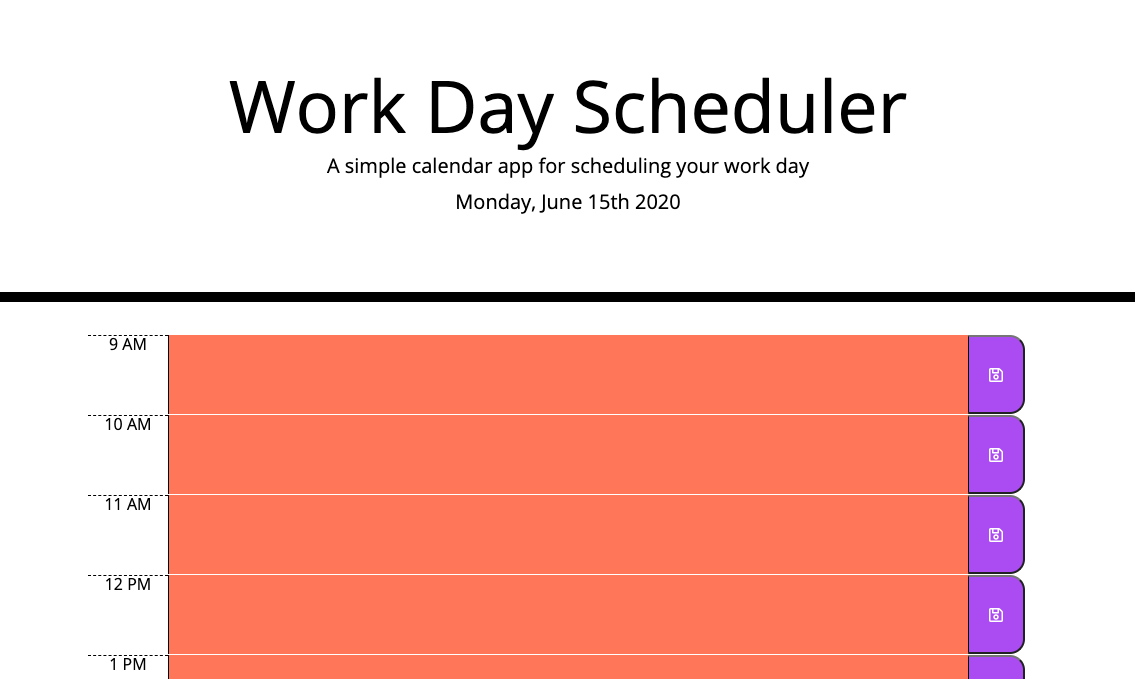 Work Day Scheduler
A simple calendar app for scheduling your work day
Monday, June 15th 2020
9 AM
10 AM
11 AM
12 PM
1 PM